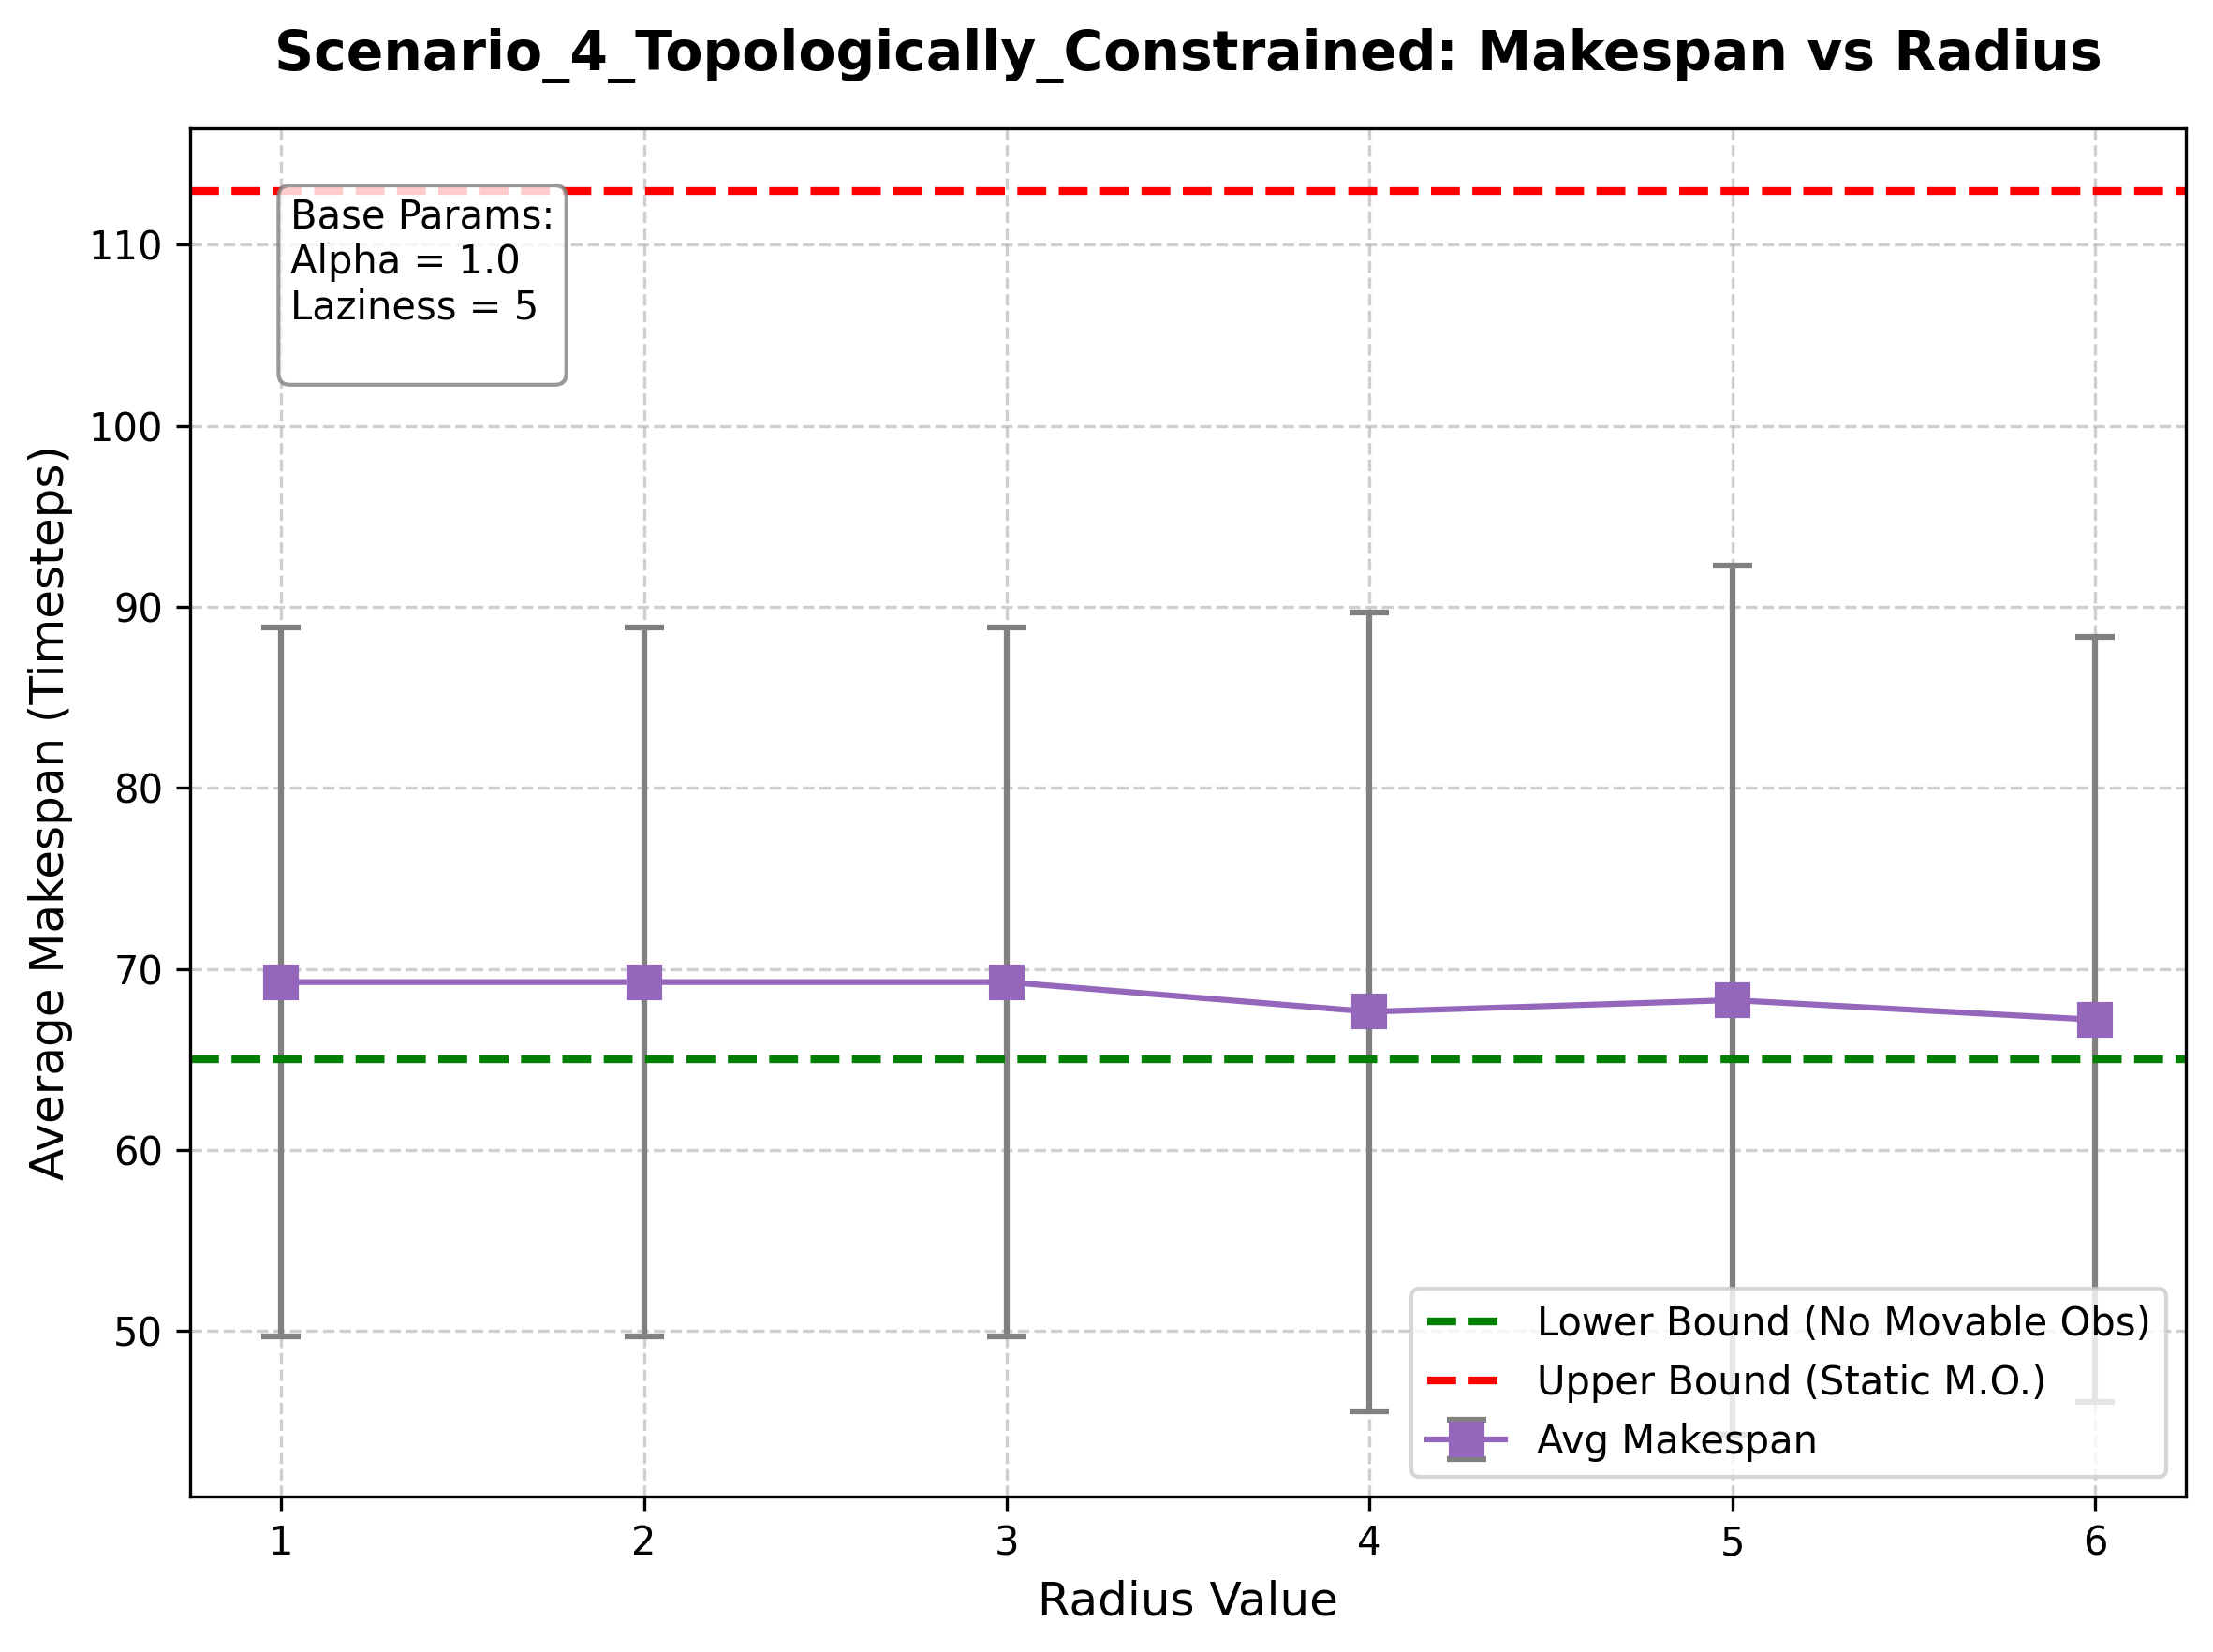 Scenario_4_Topologically_Constrained: Makespan vs Radius
Base Params:
Alpha = 1.0
Laziness = 5
110
100
90
80
70
60
50
Average Makespan (Timesteps)
Lower Bound (No Movable Obs)
Upper Bound (Static M.O.)
Avg Makespan
1
2
3
4
5
6
Radius Value